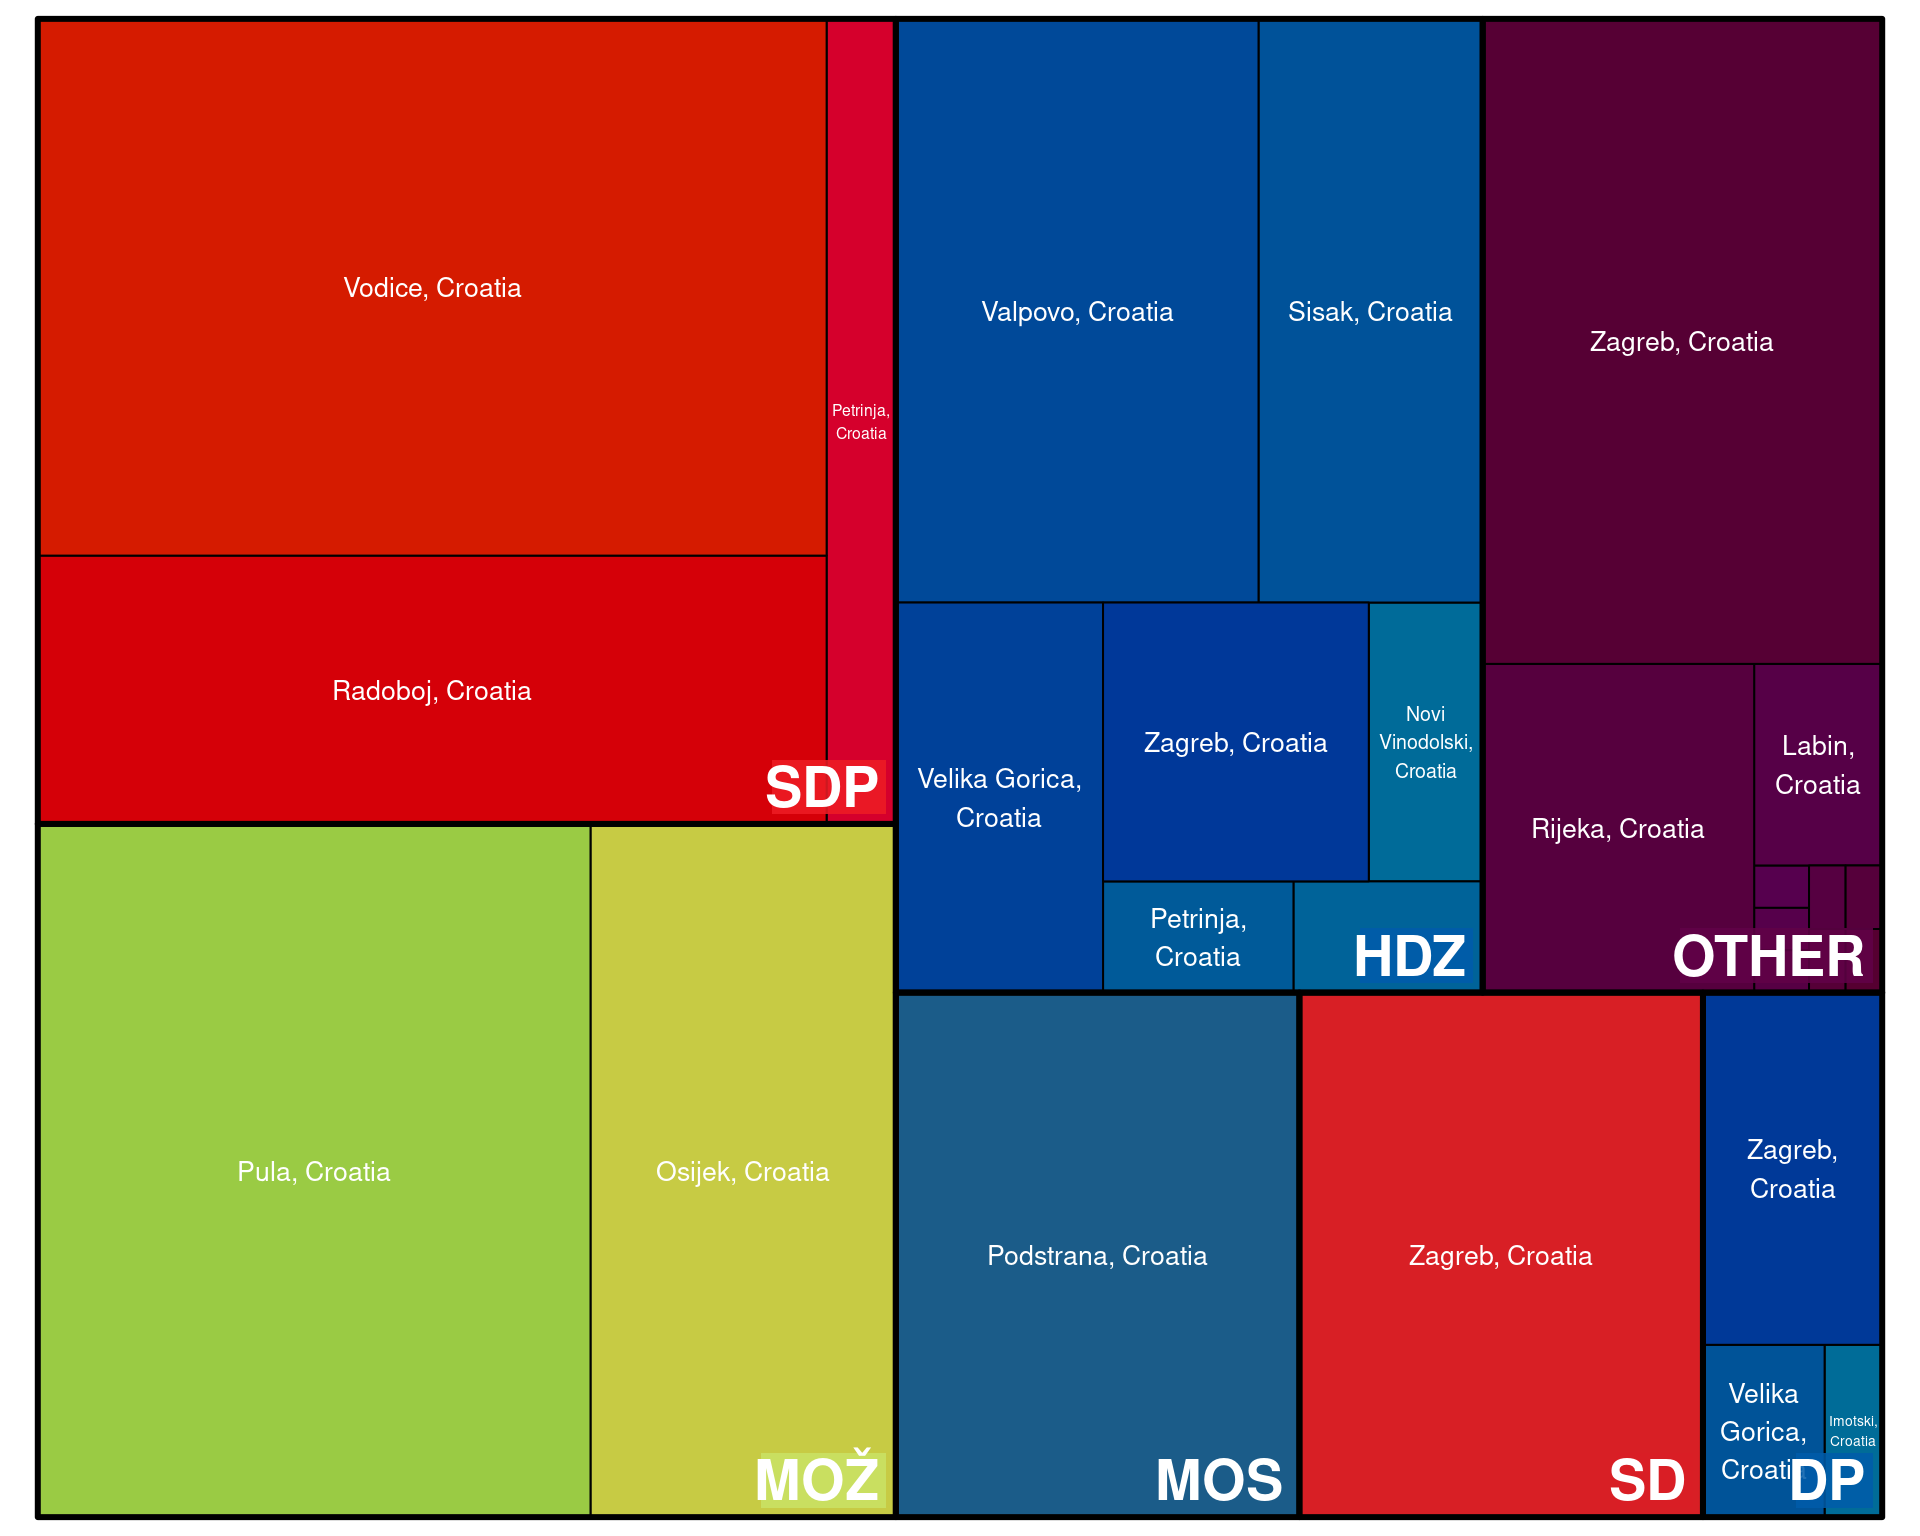 Vodice, Croatia
Petrinja,
Croatia
Radoboj, Croatia
SDP
Pula, Croatia
Osijek, Croatia
MOŽ
Valpovo, Croatia
Sisak, Croatia
Velika Gorica,
Croatia
Zagreb, Croatia
Novi
Vinodolski,
Croatia
Petrinja,
Croatia
HDZ
Zagreb, Croatia
Rijeka, Croatia
Labin,
Croatia
OTHER
Podstrana, Croatia
MOS
Zagreb, Croatia
SD
Zagreb,
Croatia
Velika
Gorica,
Croatia
Imotski,
Croatia
DP